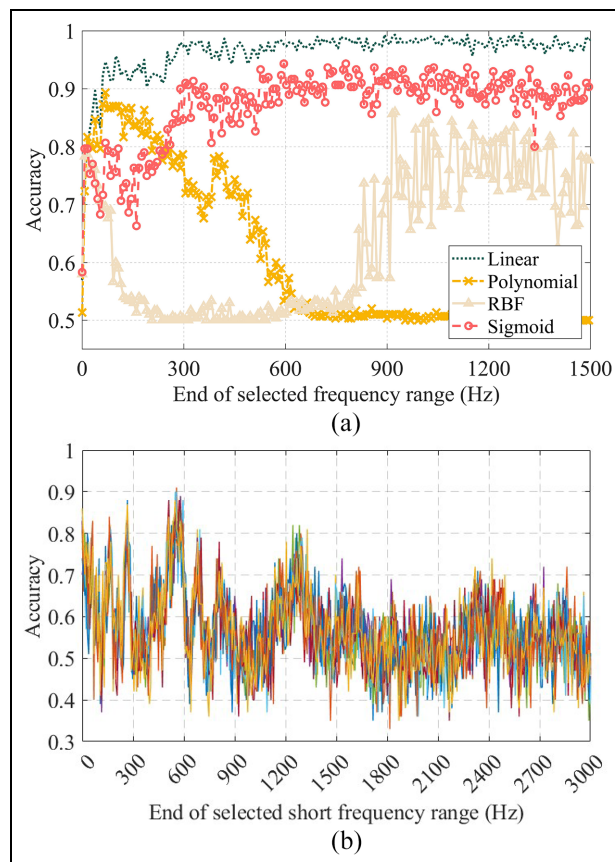 1
0.9
0.8
0.7
0.6
0.5
Accuracy
Linear
Polynomial
RBF
Sigmoid
0 300 600 900 1200 1500
End of selected frequency range (Hz)
(a)
1
0.9
0.8
0.7
0.6
0.5
0.4
0.3
Accuracy
0 300 600 900 1200 1500 1800 2100 2400 2700 3000
End of selected short frequency range (Hz)
(b)